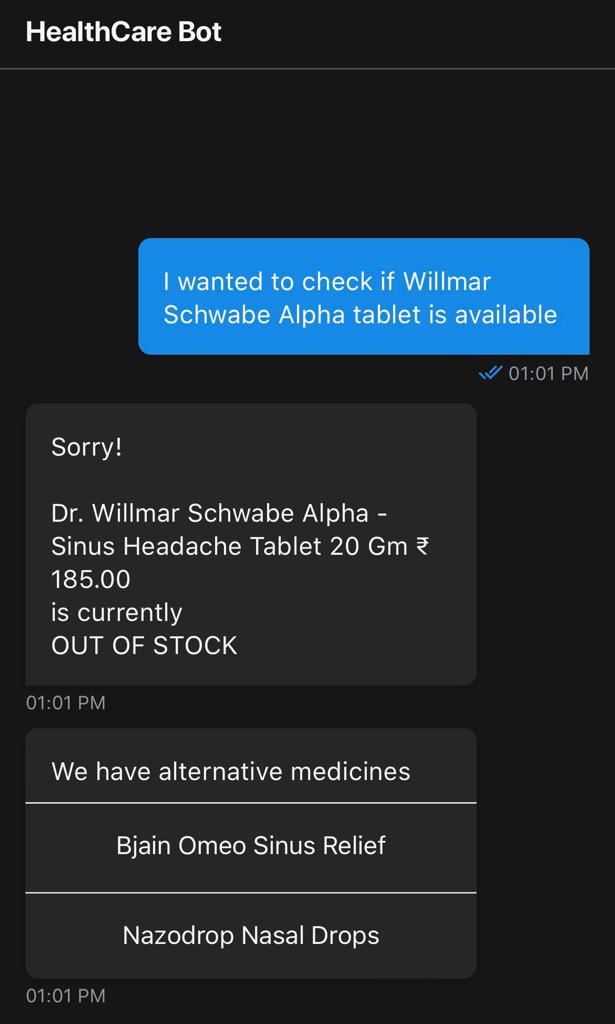 HealthCare Bot
I wanted to check if Willmar
Schwabe Alpha tablet is available
01:01 PM
Sorry!
Dr. Willmar Schwabe Alpha -
Sinus Headache Tablet 20 Gm ₹
185.00
is currently
OUT OF STOCK
01:01 PM
We have alternative medicines
Bjain Omeo Sinus Relief
Nazodrop Nasal Drops
01:01 PM